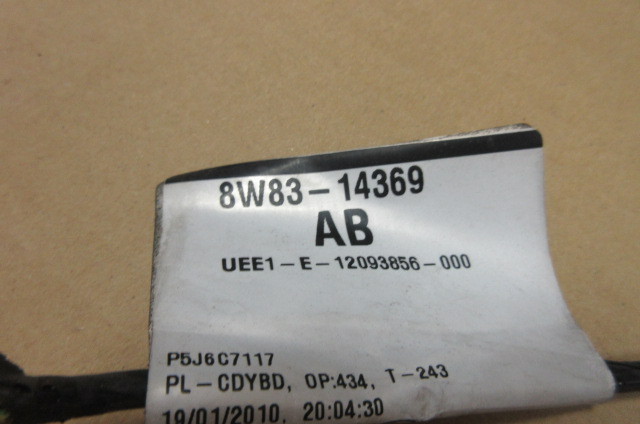 8W83-14369
AB
UEE1-E-12093856-000
P5J6C7117
PL-CDYBD, OP:434, T-243
19/01/2010, 20:04:30